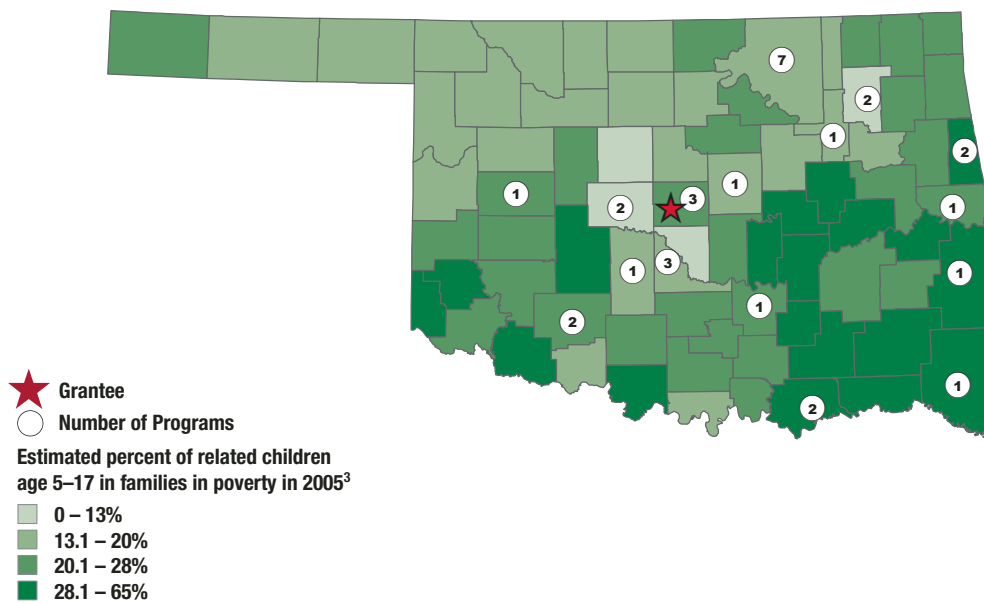 7
2
1
2
1
1
3
2
1
3
1
1
1
2
1
2
Grantee
Number of Programs
Estimated percent of related children
age 5–17 in families in poverty in 2005³
0 – 13%
13.1 – 20%
20.1 – 28%
28.1 – 65%